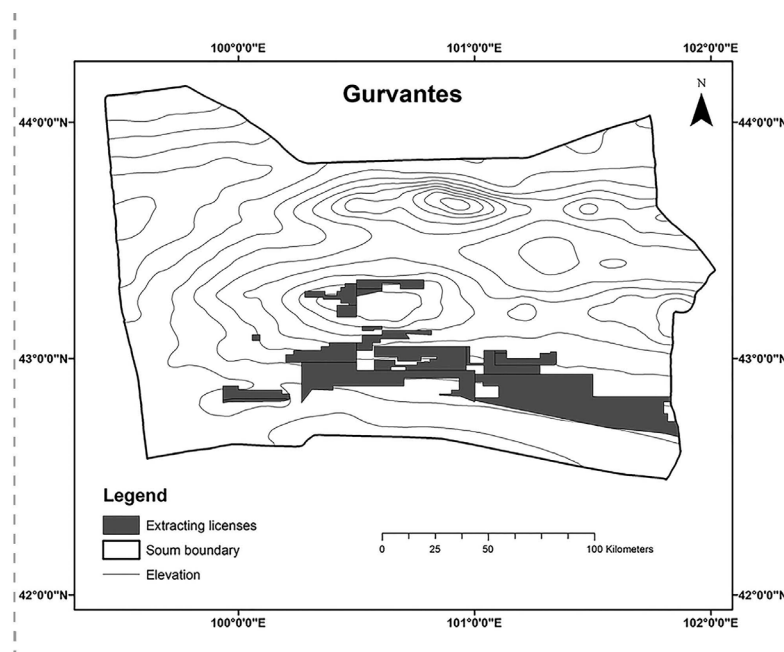 100°0'0"E 101°0'0"E 102°0'0"E
Gurvantes
N
44°0'0"N 44°0'0"N
43°0'0"N 43°0'0"N
Legend
Extracting licenses
Soum boundary
Elevation
0 25 50 100 Kilometers
42°0'0"N 42°0'0"N
100°0'0"E 101°0'0"E 102°0'0"E